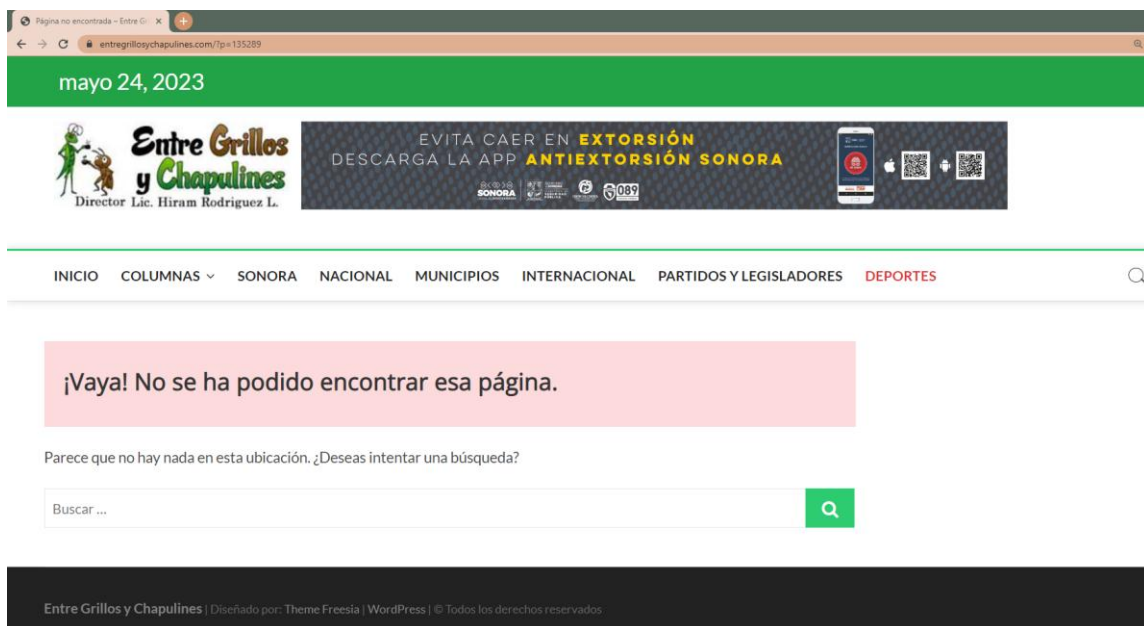 Página no encontrada – Entre G
entregrillosychapulines.com/?p=135289
mayo 24, 2023
Entre Grillos
y Chapulines
Director Lic. Hiram Rodriguez L.
EVITA CAER EN EXTORSIÓN
DESCARGA LA APP ANTIEXTORSIÓN SONORA
SONORA
089
INICIO COLUMNAS SONORA NACIONAL MUNICIPIOS INTERNACIONAL PARTIDOS Y LEGISLADORES DEPORTES
¡Vaya! No se ha podido encontrar esa página.
Parece que no hay nada en esta ubicación. ¿Deseas intentar una búsqueda?
Buscar ...
Entre Grillos y Chapulines | Diseñado por: Theme Freesia | WordPress | © Todos los derechos reservados